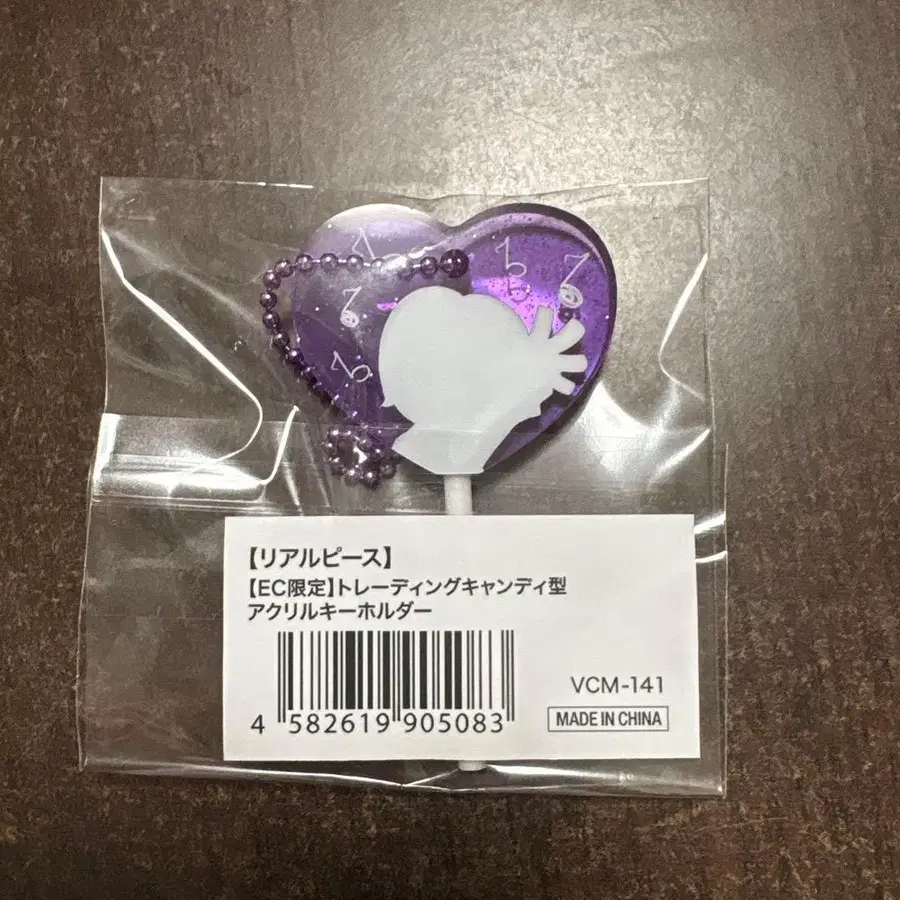 【リアルピース】
【EC限定】トレーディングキャンディ型
アクリルキーホルダー
4 582619 905083
VCM-141
MADE IN CHINA